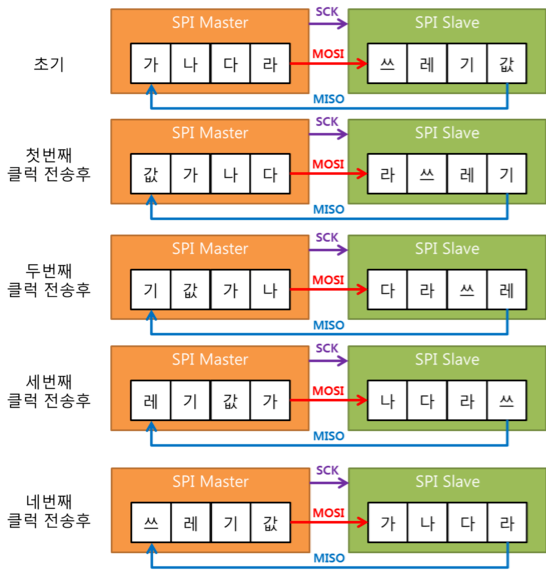 SCK
SPI Master SPI Slave
초기
MOSI
가 나 다 라 쓰 레 기 값
MISO
SCK
SPI Master SPI Slave
첫번째
클럭 전송후
MOSI
값 가 나 다 라 쓰 레 기
MISO
SCK
SPI Master SPI Slave
두번째
클럭 전송후
MOSI
기 값 가 나 다 라 쓰 레
MISO
SCK
SPI Master SPI Slave
세번째
클럭 전송후
MOSI
레 기 값 가 나 다 라 쓰
MISO
SCK
SPI Master SPI Slave
네번째
클럭 전송후
MOSI
쓰 레 기 값 가 나 다 라
MISO